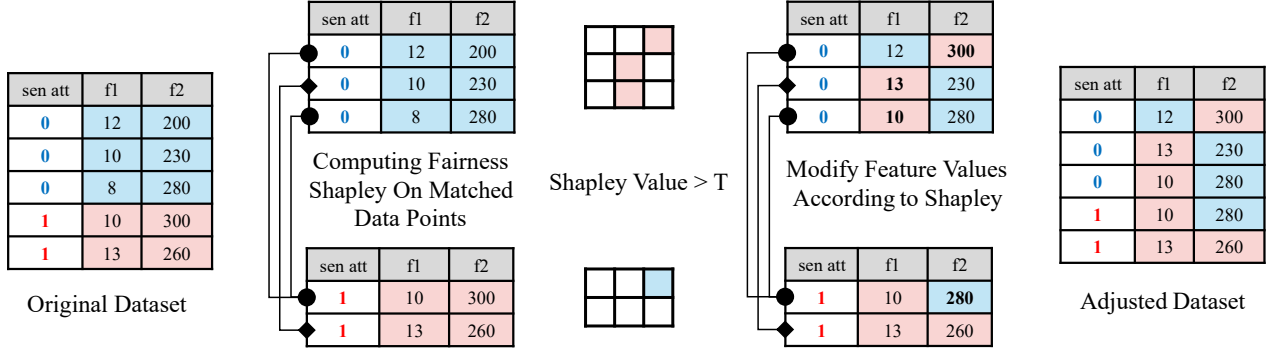 sen att f1 f2
0 12 200
0 10 230
0 8 280
1 10 300
1 13 260
Original Dataset
sen att f1 f2
0 12 200
0 10 230
0 8 280
Computing Fairness
Shapley On Matched
Data Points
sen att f1 f2
1 10 300
1 13 260
Shapley Value > T
sen att f1 f2
0 12 300
0 13 230
0 10 280
Modify Feature Values
According to Shapley
sen att f1 f2
1 10 280
1 13 260
sen att f1 f2
0 12 300
0 13 230
0 10 280
1 10 280
1 13 260
Adjusted Dataset